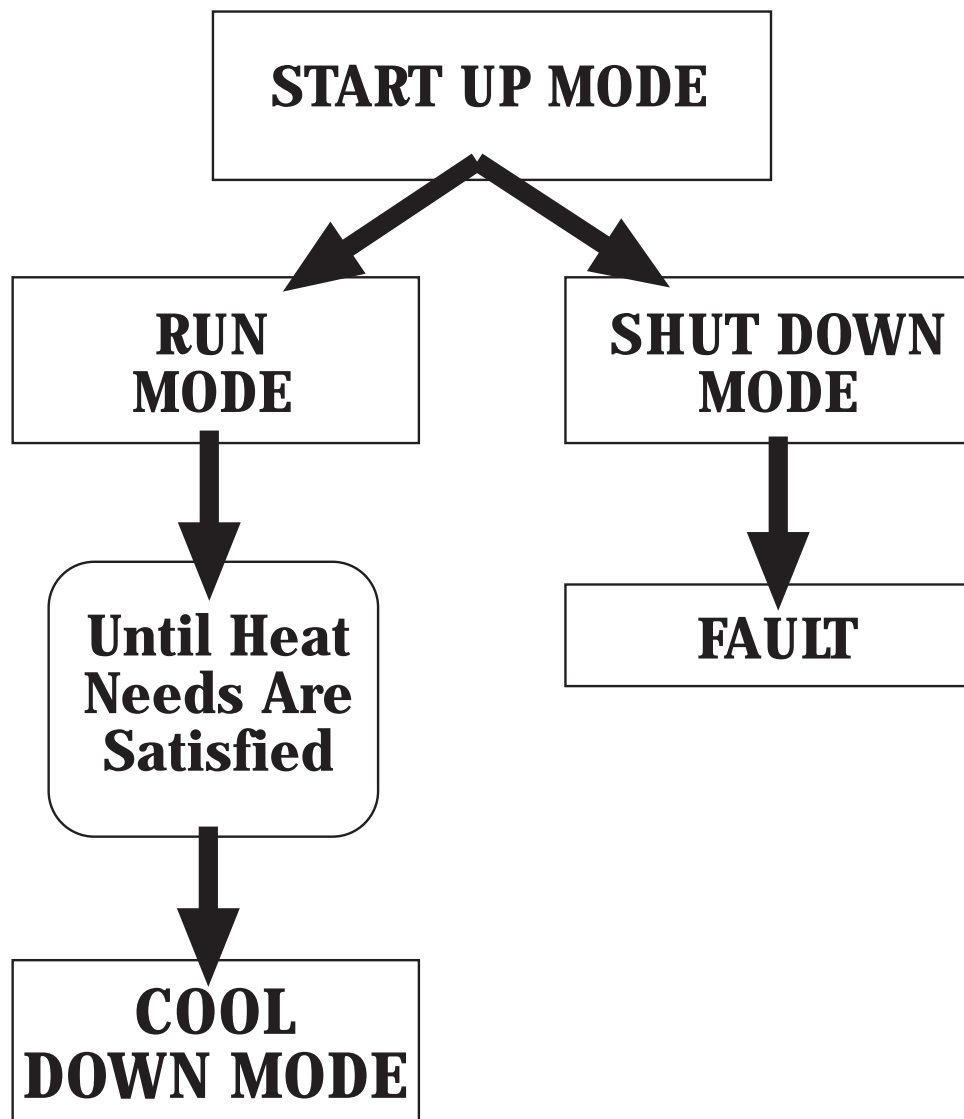 START UP MODE
RUN
MODE
SHUT DOWN
MODE
Until Heat
Needs Are
Satisfied
FAULT
COOL
DOWN MODE